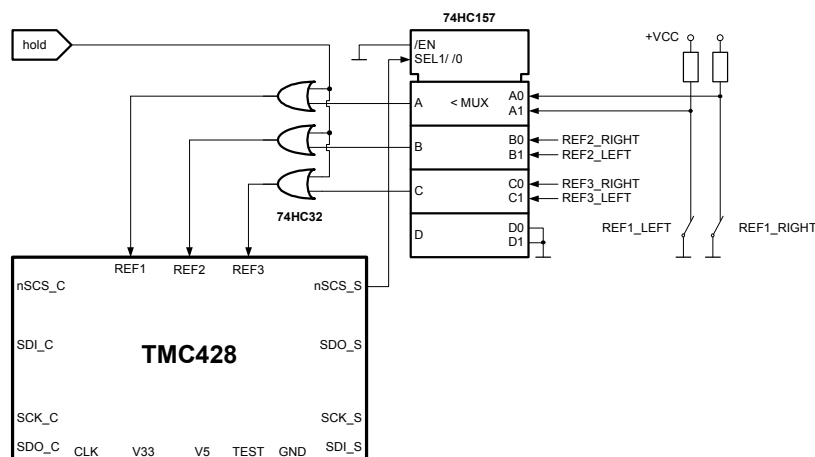 74HC157
hold
/EN
SEL1/ /0
+VCC
A
< MUX
A0
A1
B
B0
B1
REF2_RIGHT
REF2_LEFT
C
C0
C1
REF3_RIGHT
REF3_LEFT
74HC32
D
D0
D1
REF1_LEFT
REF1_RIGHT
REF1
REF2
REF3
nSCS_C
nSCS_S
SDI_C
TMC428
SDO_S
SCK_C
SCK_S
SDO_C
CLK
V33
V5
TEST
GND
SDI_S